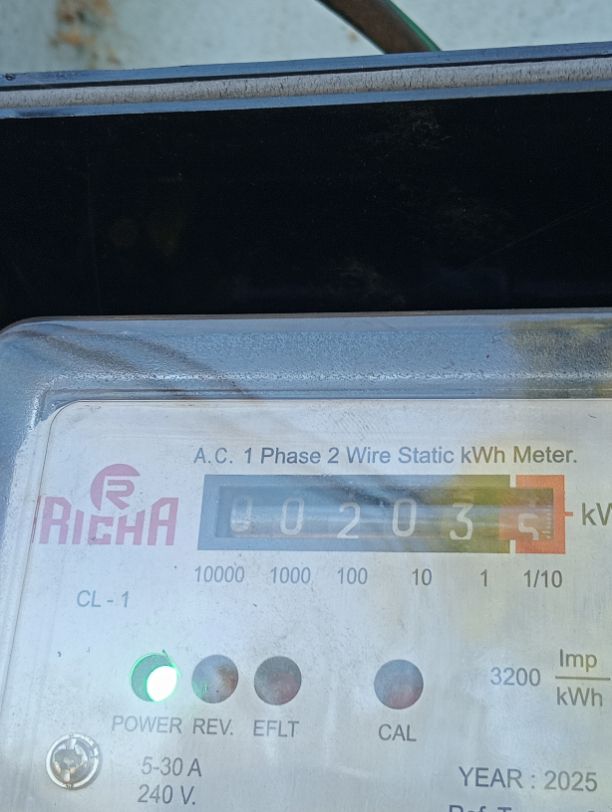 A.C. 1 Phase 2 Wire Static kWh Meter.
R
RICHA
0 0 2 0 3 5
10000 1000 100 10 1 1/10
CL - 1
3200 Imp
kWh
POWER REV. EFLT CAL
5-30 A
240 V.
YEAR : 2025